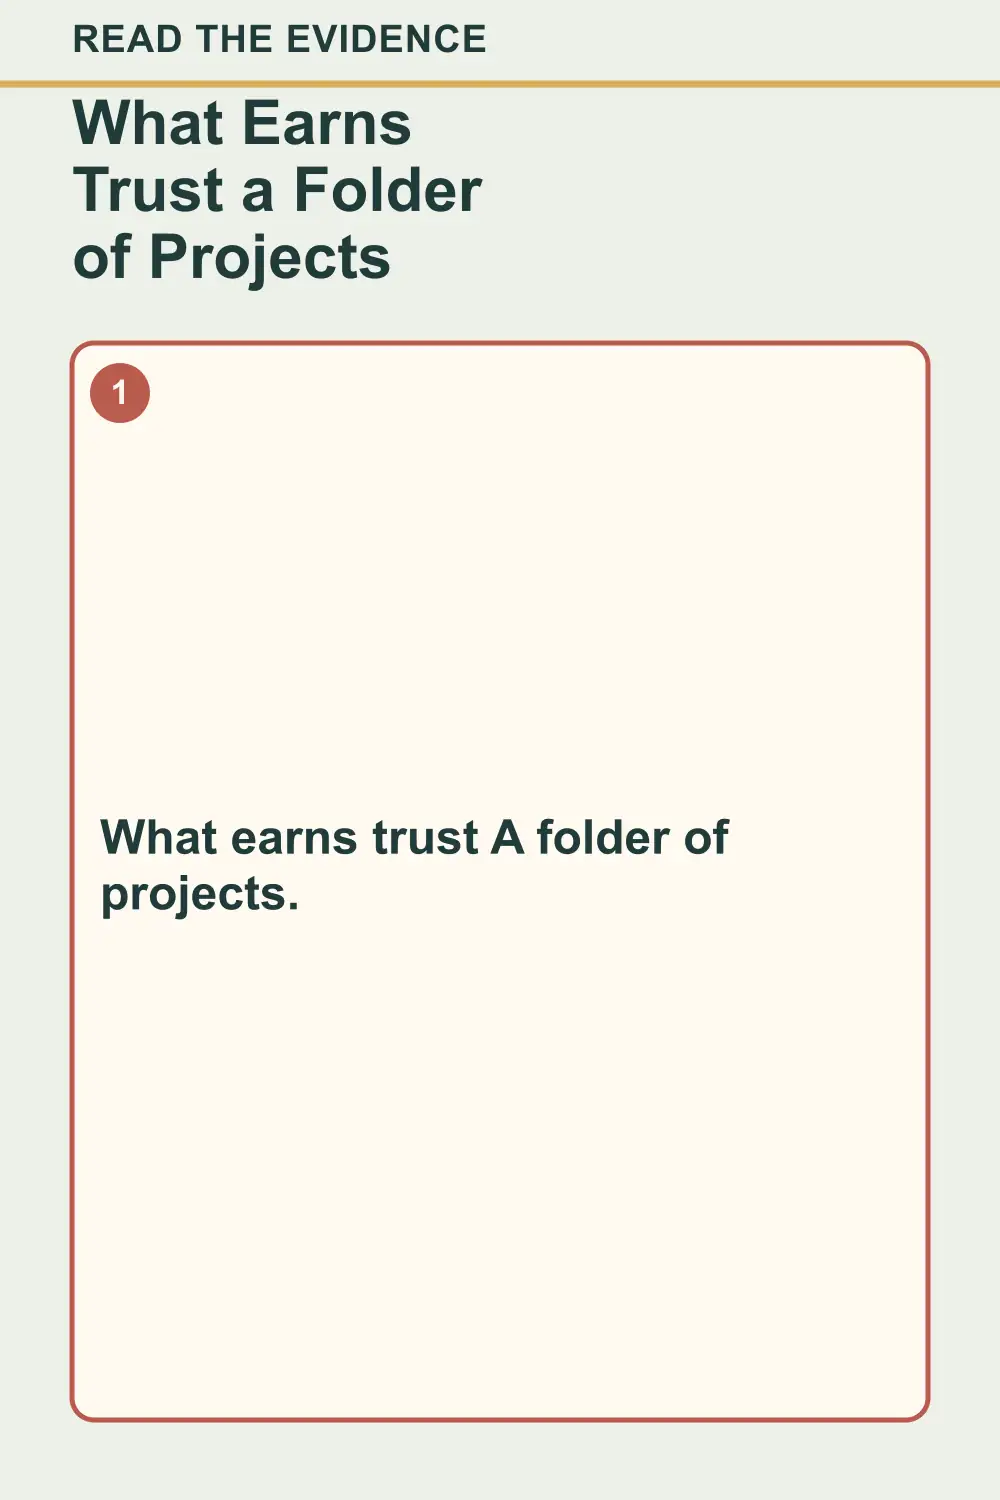 READ THE EVIDENCE
What Earns
Trust a Folder
of Projects
1
What earns trust A folder of
projects.